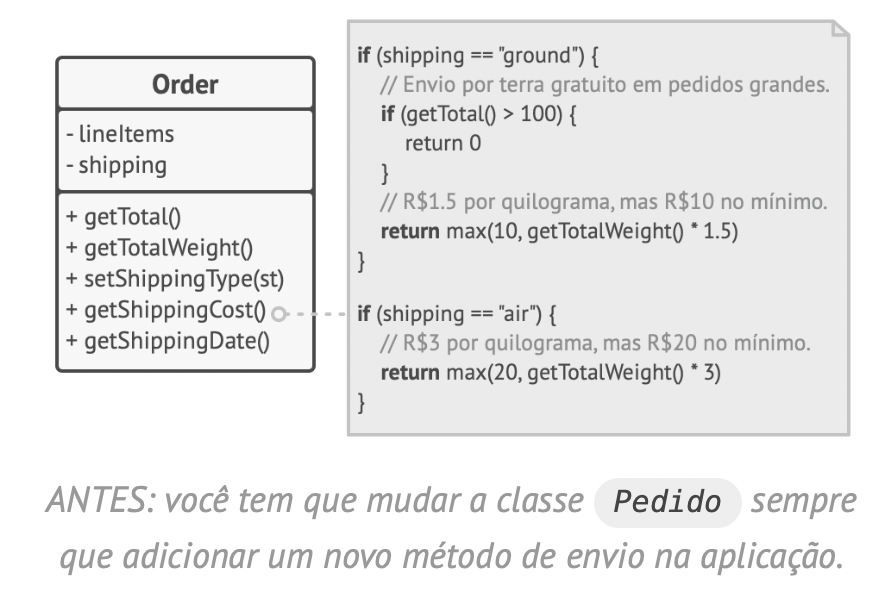 Order
- lineItems
- shipping
+ getTotal()
+ getTotalWeight()
+ setShippingType(st)
+ getShippingCost()
+ getShippingDate()
if (shipping == "ground") {
// Envio por terra gratuito em pedidos grandes.
if (getTotal() > 100) {
return 0
}
// R$1.5 por quilograma, mas R$10 no mínimo.
return max(10, getTotalWeight() * 1.5)
}
if (shipping == "air") {
// R$3 por quilograma, mas R$20 no mínimo.
return max(20, getTotalWeight() * 3)
}
ANTES: você tem que mudar a classe Pedido sempre
que adicionar um novo método de envio na aplicação.